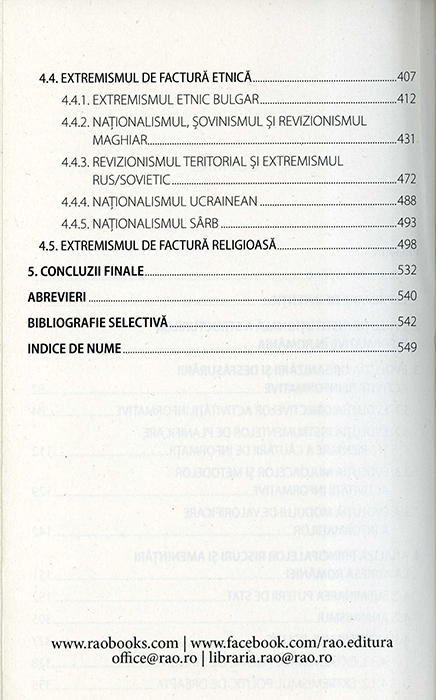 4.4. EXTREMISMUL DE FACTURĂ ETNICĂ....................................407
4.4.1. EXTREMISMUL ETNIC BULGAR....................................412
4.4.2. NAȚIONALISMUL, ȘOVINISMUL ȘI REVIZIONISMUL
MAGHIAR....................................431
4.4.3. REVIZIONISMUL TERITORIAL ȘI EXTREMISMUL
RUS/SOVIETIC....................................472
4.4.4. NAȚIONALISMUL UCRAINEAN....................................488
4.4.5. NAȚIONALISMUL SÂRB....................................493
4.5. EXTREMISMUL DE FACTURĂ RELIGIOASĂ....................................498
5. CONCLUZII FINALE....................................532
ABREVIERI....................................540
BIBLIOGRAFIE SELECTIVĂ....................................542
INDICE DE NUME....................................549
www.raobooks.com | www.facebook.com/rao.editura
office@rao.ro | libraria.rao@rao.ro